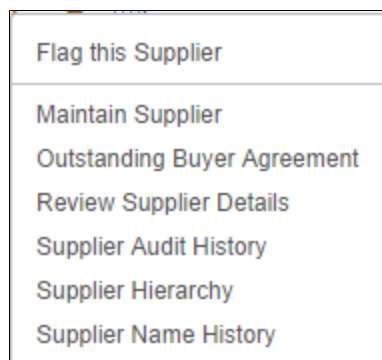 Flag this Supplier
Maintain Supplier
Outstanding Buyer Agreement
Review Supplier Details
Supplier Audit History
Supplier Hierarchy
Supplier Name History